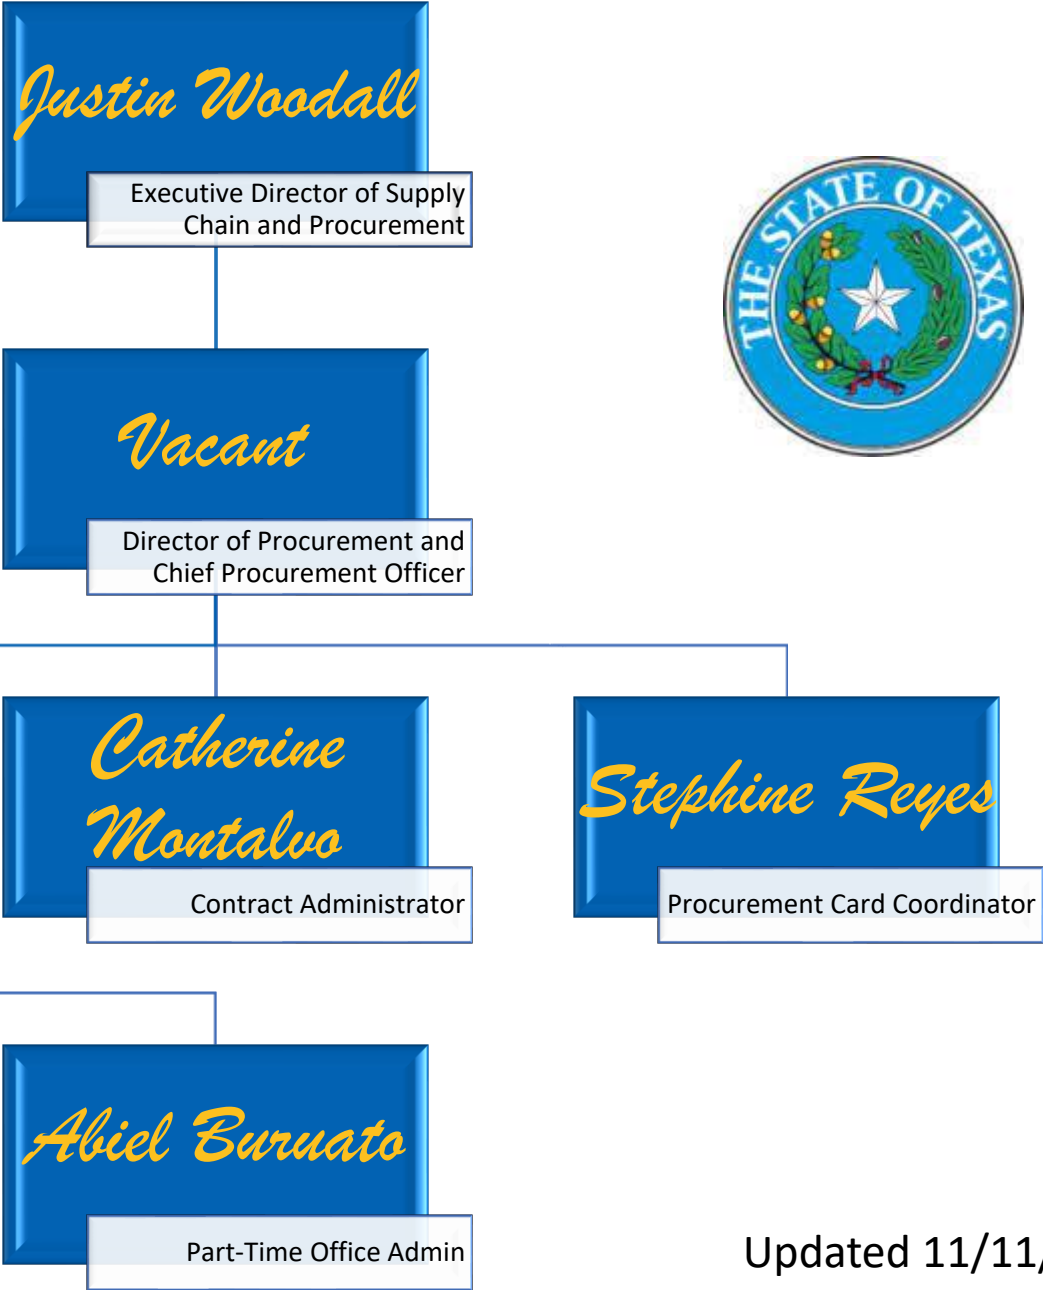 Justin Woodall
Executive Director of Supply
Chain and Procurement
THE STATE OF TEXAS
Vacant
Director of Procurement and
Chief Procurement Officer
Catherine
Montalvo
Contract Administrator
Stephine Reyes
Procurement Card Coordinator
Abiel Buruato
Part-Time Office Admin
Updated 11/11/